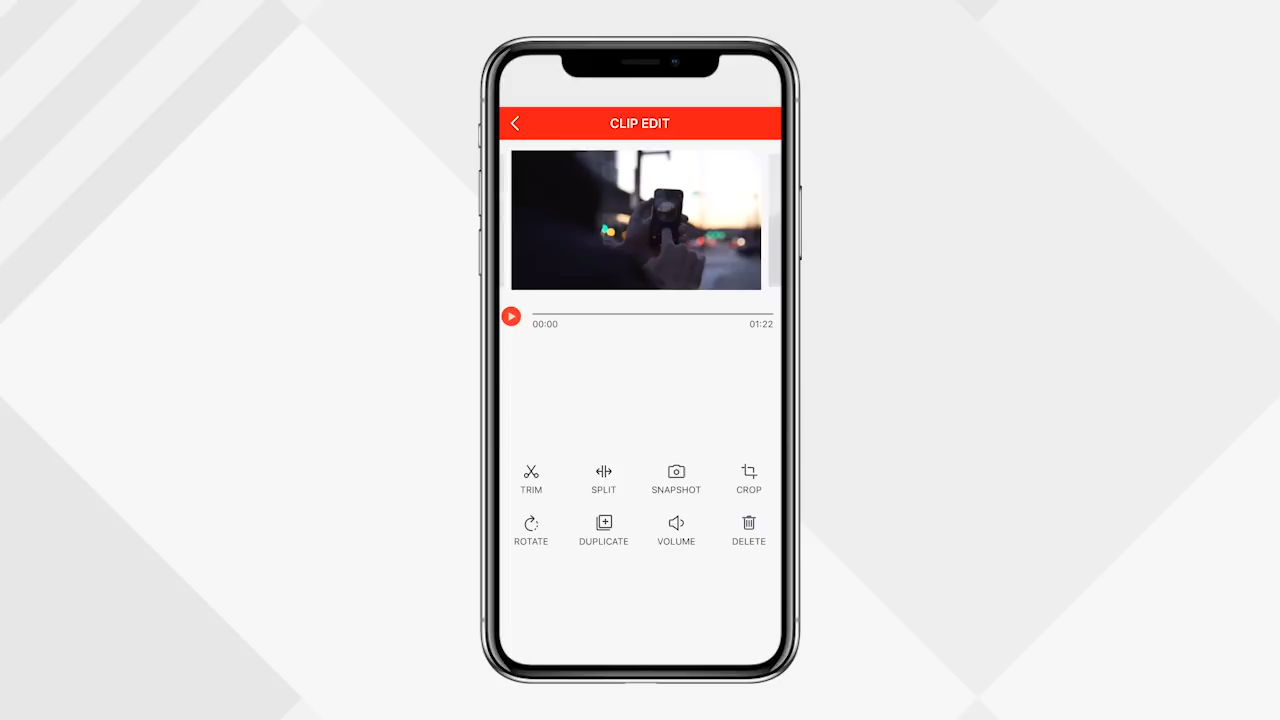 CLIP EDIT
00:00 01:22
TRIM SPLIT SNAPSHOT CROP
ROTATE DUPLICATE VOLUME DELETE